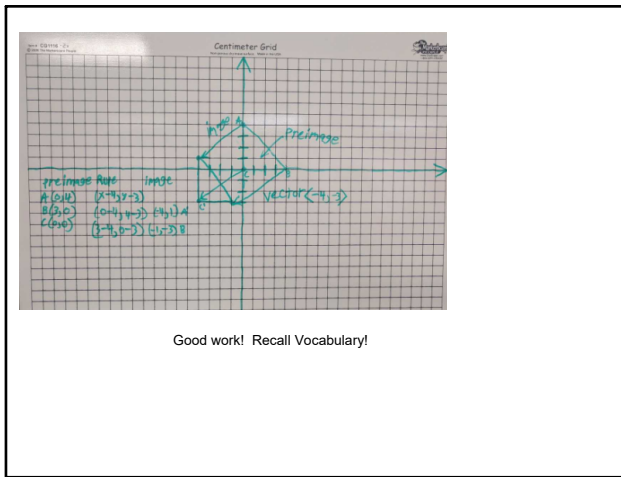 Centimeter Grid
image A
preimage
preimage Rule image
A(0,4) (x-4,y-3)
B(3,0) (0-4,4-3) (-4,1) A'
C(0,0) (3-4,0-3) (-1,-3) B'
C B
C' vector <-4,-3>
Good work! Recall Vocabulary!